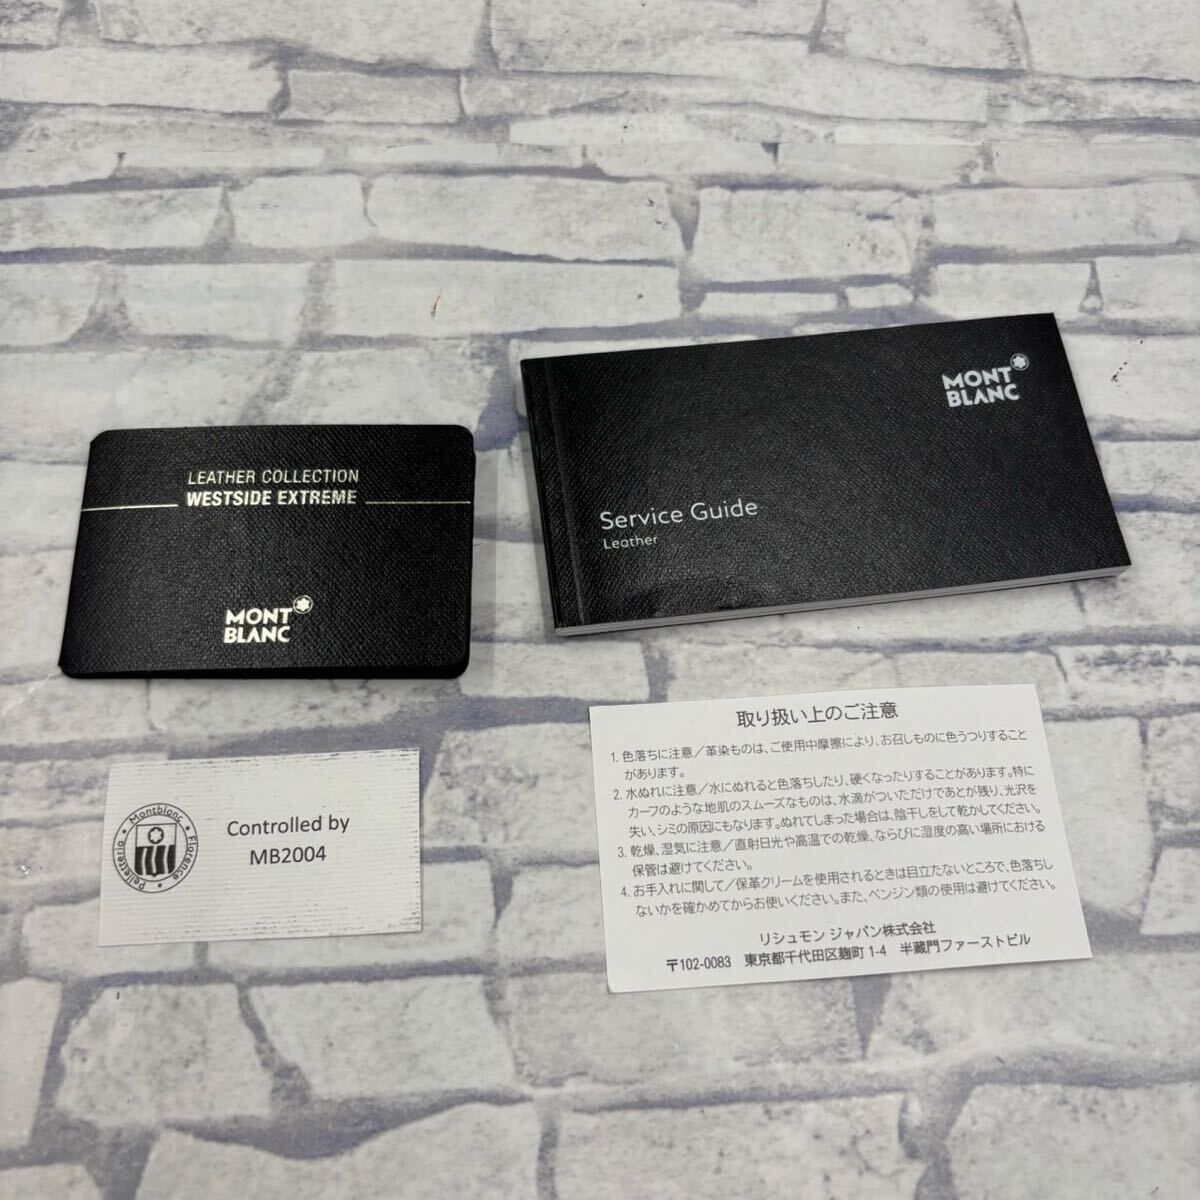 LEATHER COLLECTION
WESTSIDE EXTREME
MONT
BLANC
MONT
BLANC
Service Guide
Leather
Montblanc • Florence • Pelletteria •
Controlled by
MB2004
取り扱い上のご注意
1. 色落ちに注意／革染ものは、ご使用中摩擦により、お召しものに色うつりすること
があります。
2. 水ぬれに注意／水にぬれると色落ちしたり、硬くなったりすることがあります。特に
カーフのような地肌のスムーズなものは、水滴がついただけであとが残り、光沢を
失い、シミの原因にもなります。ぬれてしまった場合は、陰干しをして乾かしてください。
3. 乾燥、湿気に注意／直射日光や高温での乾燥、ならびに湿度の高い場所における
保管は避けてください。
4. お手入れに関して／保革クリームを使用されるときは目立たないところで、色落ちし
ないかを確かめてからお使いください。また、ベンジン類の使用は避けてください。
リシュモン ジャパン株式会社
〒102-0083 東京都千代田区麹町 1-4 半蔵門ファーストビル